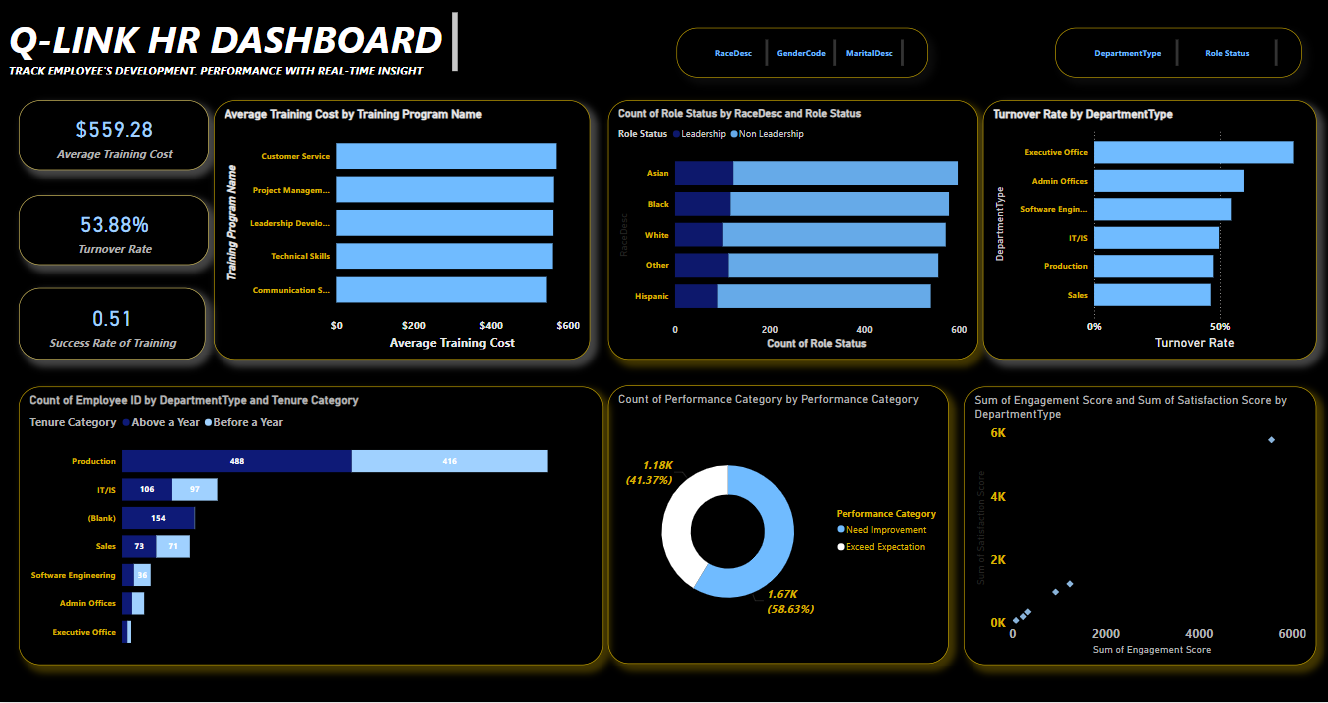 Q-LINK HR DASHBOARD
TRACK EMPLOYEE'S DEVELOPMENT. PERFORMANCE WITH REAL-TIME INSIGHT
RaceDesc GenderCode MaritalDesc
DepartmentType Role Status
$559.28
Average Training Cost
53.88%
Turnover Rate
0.51
Success Rate of Training
Average Training Cost by Training Program Name
Training Program Name
Customer Service
Project Managem...
Leadership Develo...
Technical Skills
Communication S...
$0 $200 $400 $600
Average Training Cost
Count of Role Status by RaceDesc and Role Status
Role Status Leadership Non Leadership
RaceDesc
Asian
Black
White
Other
Hispanic
0 200 400 600
Count of Role Status
Turnover Rate by DepartmentType
DepartmentType
Executive Office
Admin Offices
Software Engin...
IT/IS
Production
Sales
0% 50%
Turnover Rate
Count of Employee ID by DepartmentType and Tenure Category
Tenure Category Above a Year Before a Year
Production 488 416
IT/IS 106 97
(Blank) 154
Sales 73 71
Software Engineering 36
Admin Offices
Executive Office
Count of Performance Category by Performance Category
1.18K
(41.37%)
1.67K
(58.63%)
Performance Category
Need Improvement
Exceed Expectation
Sum of Engagement Score and Sum of Satisfaction Score by
DepartmentType
Sum of Satisfaction Score
6K
4K
2K
0K
0 2000 4000 6000
Sum of Engagement Score